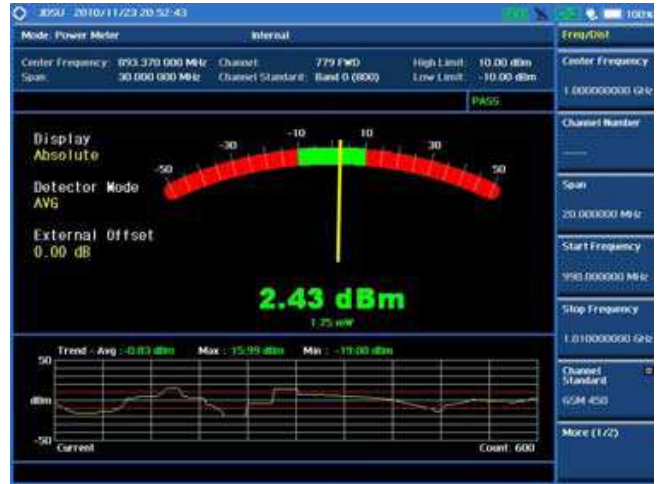 JDSU 2010/11/23 20:52:43
100%
Mode: Power Meter Internal
Freq/Dist
Center Frequency: 893.370 000 MHz Channel: 779 FWD High Limit: 10.00 dBm
Span: 30.000 000 MHz Channel Standard: Band 0 (800) Low Limit: -10.00 dBm
PASS
Center Frequency
1.000000000 GHz
Channel Number
-----
Span
20.000000 MHz
Start Frequency
990.000000 MHz
Stop Frequency
1.010000000 GHz
Channel Standard
GSM 450
More (1/2)
Display
Absolute
Detector Mode
AVG
External Offset
0.00 dB
-50 -30 -10 10 30 50
2.43 dBm
1.75 mW
Trend - Avg : -0.83 dBm Max : 15.99 dBm Min : -19.00 dBm
50
dBm
-50
Current Count: 600